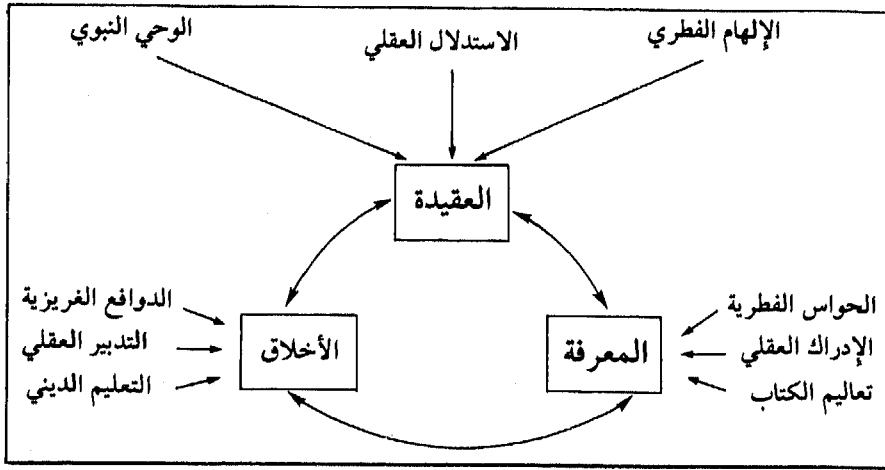 الإلهام الفطري
الاستدلال العقلي
الوحي النبوي
العقيدة
الحواس الفطرية
الإدراك العقلي
تعاليم الكتاب
المعرفة
الأخلاق
الدوافع الغريزية
التدبير العقلي
التعليم الديني